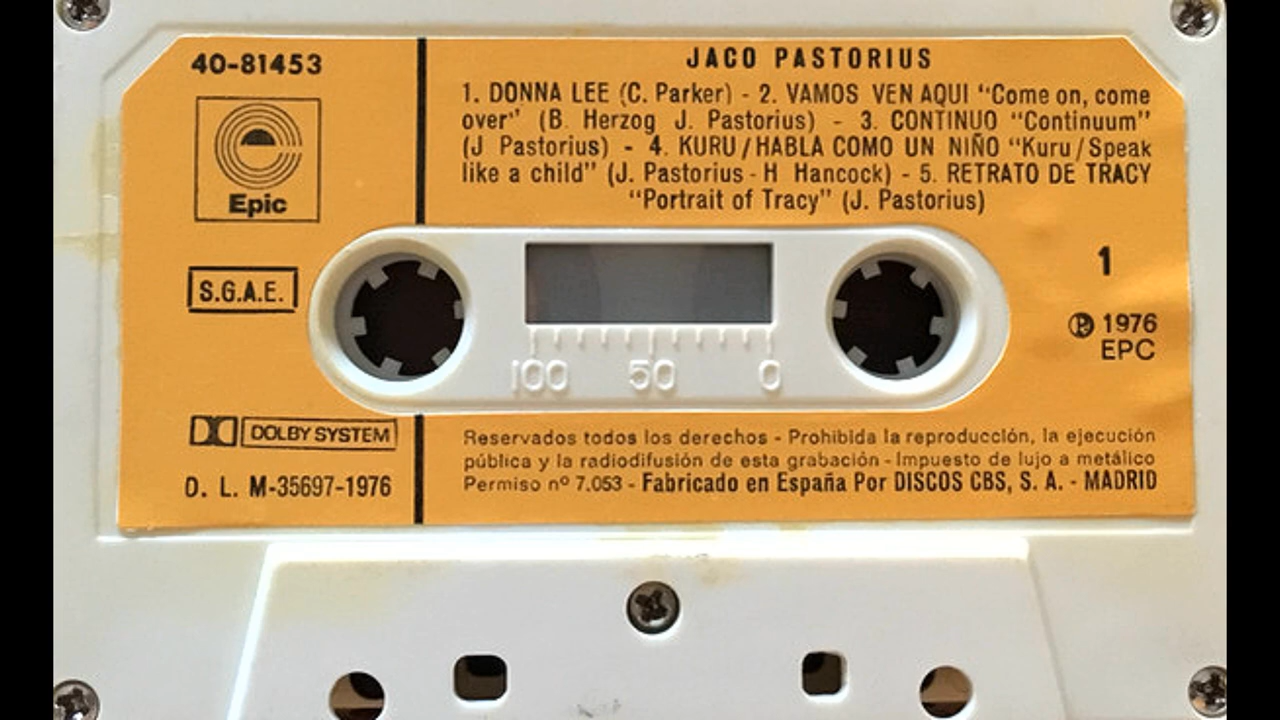 40-81453
Epic
S.G.A.E.
DOLBY SYSTEM
D. L. M-35697-1976
JACO PASTORIUS
1. DONNA LEE (C. Parker) - 2. VAMOS VEN AQUI "Come on, come
over" (B. Herzog J. Pastorius) - 3. CONTINUO "Continuum"
(J Pastorius) - 4. KURU/HABLA COMO UN NIÑO "Kuru/Speak
like a child" (J. Pastorius - H Hancock) - 5. RETRATO DE TRACY
"Portrait of Tracy" (J. Pastorius)
1
℗ 1976
EPC
100 50 0
Reservados todos los derechos - Prohibida la reproducción, la ejecución
pública y la radiodifusión de esta grabación - Impuesto de lujo a metálico
Permiso nº 7.053 - Fabricado en España Por DISCOS CBS, S. A. - MADRID